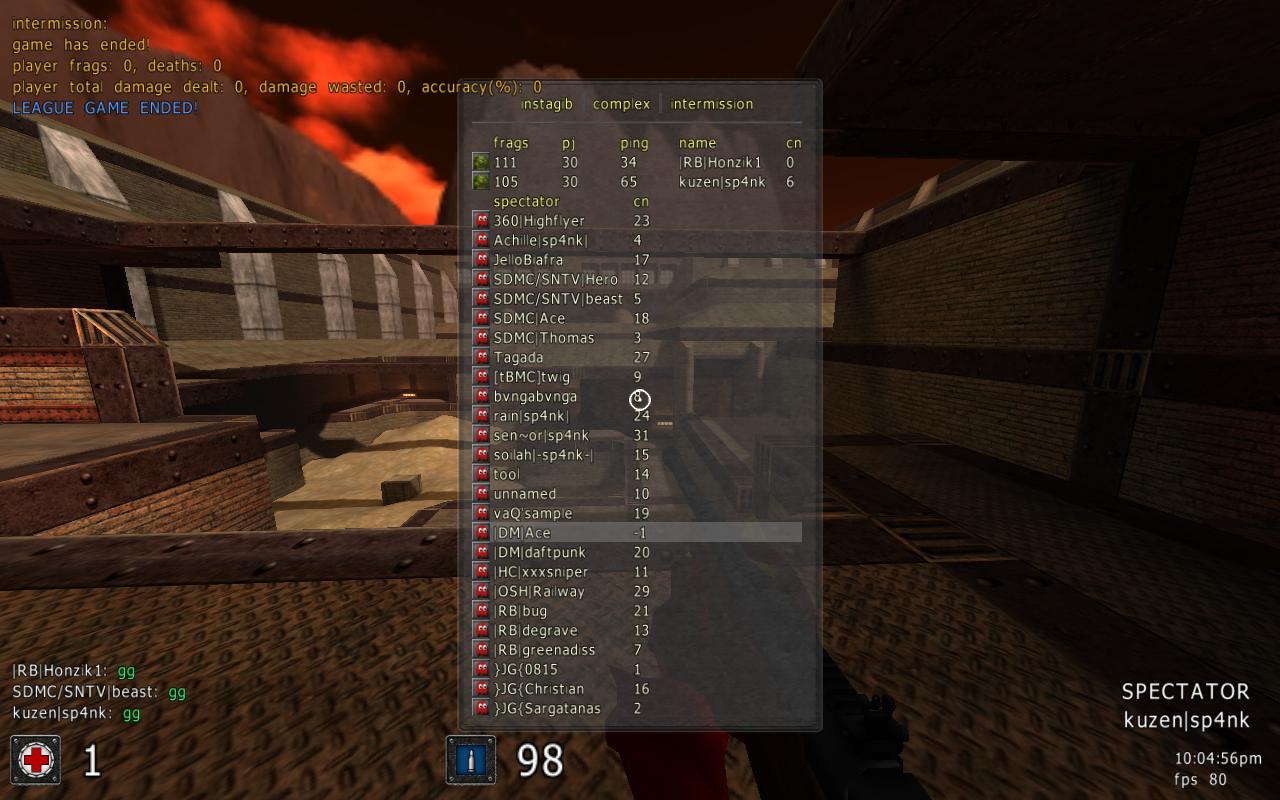 intermission:
game has ended!
player frags: 0, deaths: 0
player total damage dealt: 0, damage wasted: 0, accuracy(%): 0
LEAGUE GAME ENDED!
instagib complex intermission
frags pj ping name cn
111 30 34 |RB|Honzik1 0
105 30 65 kuzen|sp4nk 6
spectator cn
360|Highflyer 23
Achille|sp4nk| 4
JelloBiafra 17
SDMC/SNTV|Hero 12
SDMC/SNTV|beast 5
SDMC|Ace 18
SDMC|Thomas 3
Tagada 27
[tBMC]twig 9
bvngabvnga 8
rain|sp4nk| 24
sen~or|sp4nk 31
soilah|-sp4nk-| 15
tool 14
unnamed 10
vaQ'sample 19
|DM|Ace -1
|DM|daftpunk 20
|HC|xxxsniper 11
|OSH|Railway 29
|RB|bug 21
|RB|degrave 13
|RB|greenadiss 7
}JG{0815 1
}JG{Christian 16
}JG{Sargatanas 2
|RB|Honzik1: gg
SDMC/SNTV|beast: gg
kuzen|sp4nk: gg
1
98
SPECTATOR
kuzen|sp4nk
10:04:56pm
fps 80